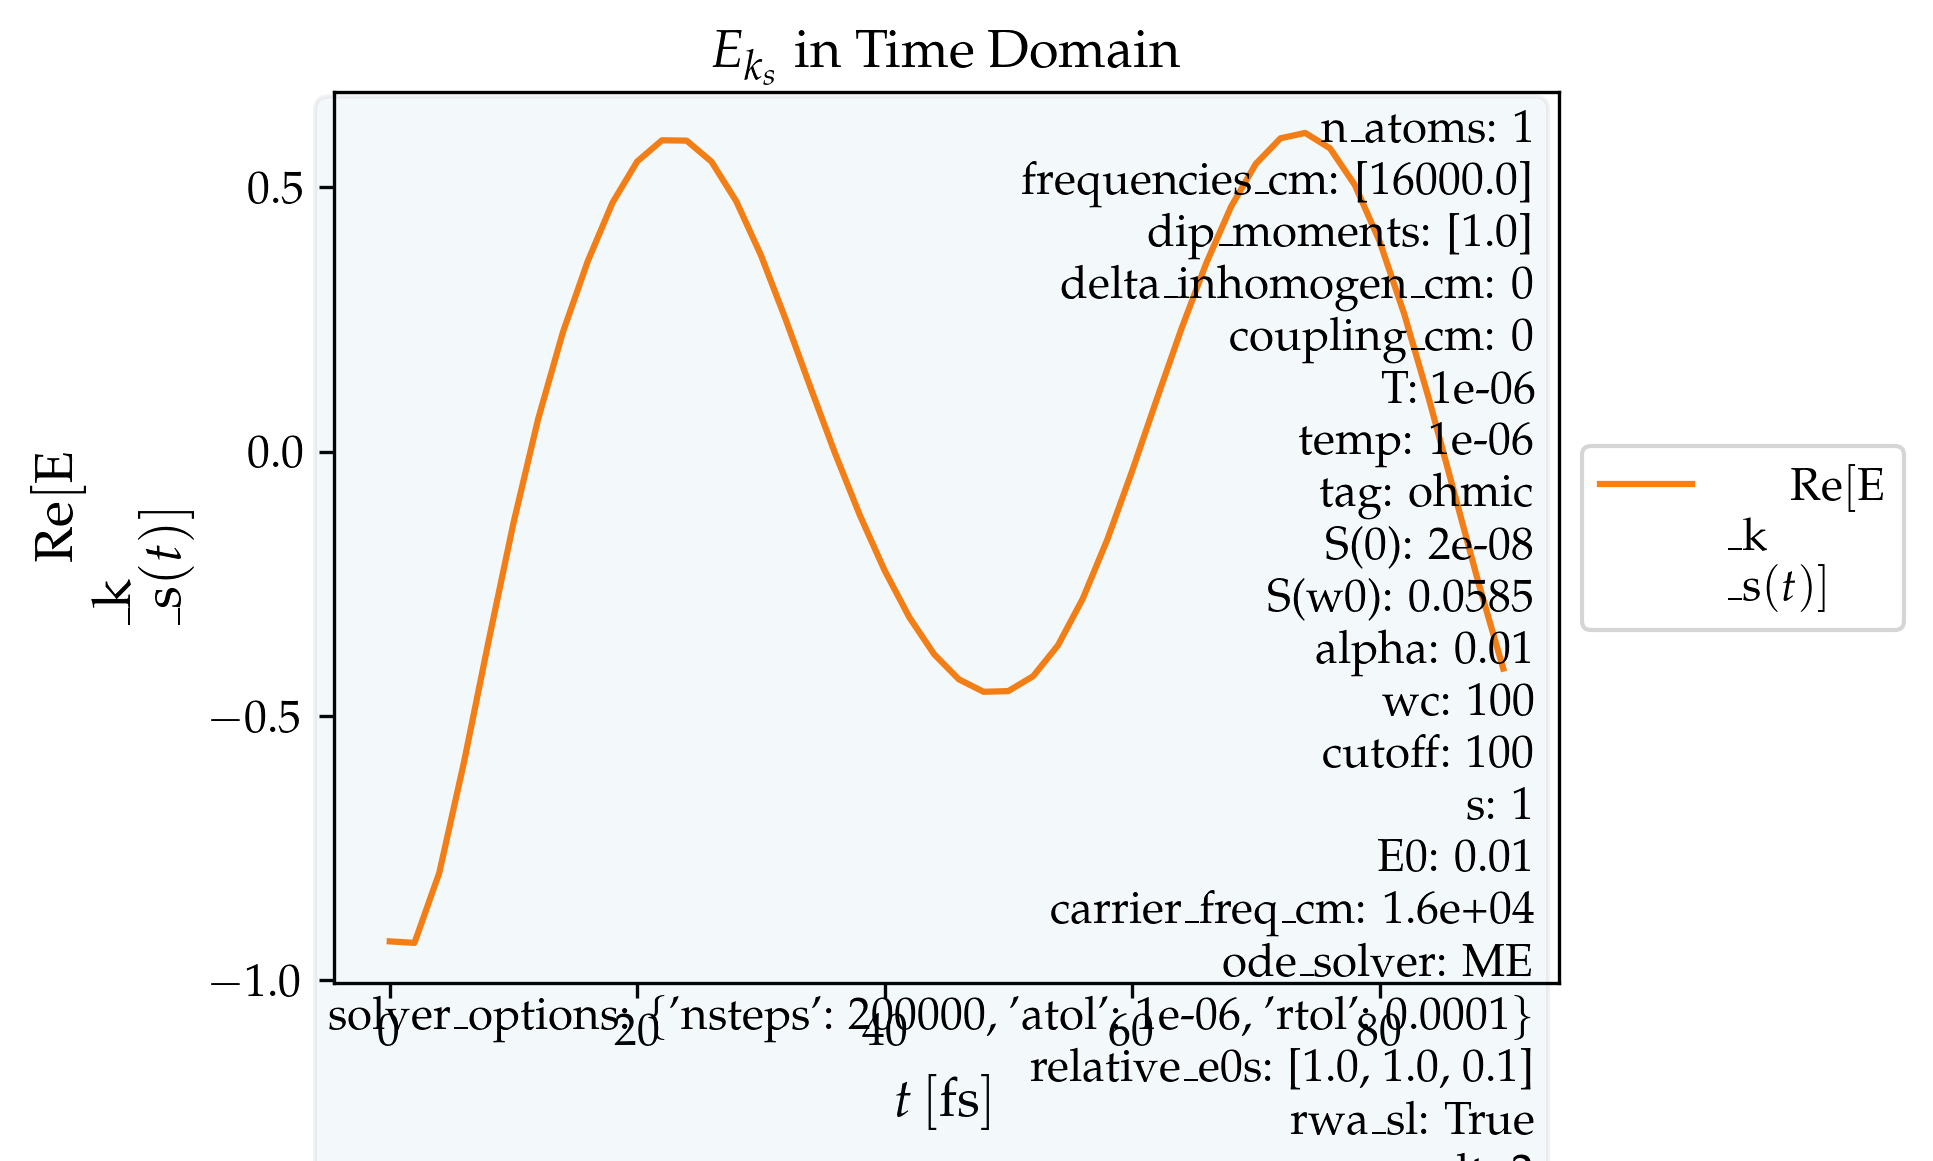 E_{k_s} in Time Domain
Re[E
_k
_s(t)]
0.5
0.0
−0.5
−1.0
n_atoms: 1
frequencies_cm: [16000.0]
dip_moments: [1.0]
delta_inhomogen_cm: 0
coupling_cm: 0
T: 1e-06
temp: 1e-06
tag: ohmic
S(0): 2e-08
S(w0): 0.0585
alpha: 0.01
wc: 100
cutoff: 100
s: 1
E0: 0.01
carrier_freq_cm: 1.6e+04
ode_solver: ME
solver_options: {'nsteps': 200000, 'atol': 1e-06, 'rtol': 0.0001}
0 20 40 60 80
relative_e0s: [1.0, 1.0, 0.1]
t [fs]
rwa_sl: True
Re[E
_k
_s(t)]